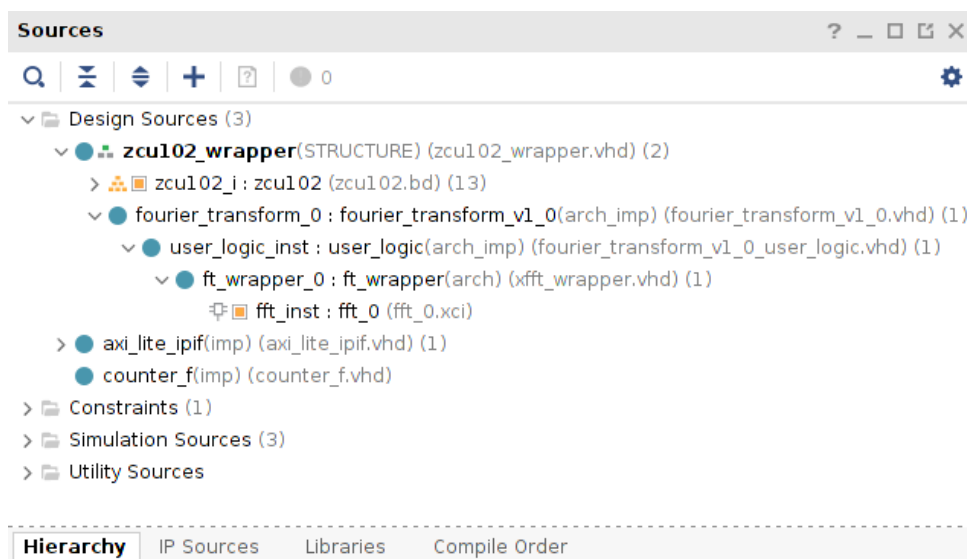 Sources
0
Design Sources (3)
zcu102_wrapper(STRUCTURE) (zcu102_wrapper.vhd) (2)
zcu102_i : zcu102 (zcu102.bd) (13)
fourier_transform_0 : fourier_transform_v1_0(arch_imp) (fourier_transform_v1_0.vhd) (1)
user_logic_inst : user_logic(arch_imp) (fourier_transform_v1_0_user_logic.vhd) (1)
ft_wrapper_0 : ft_wrapper(arch) (xfft_wrapper.vhd) (1)
fft_inst : fft_0 (fft_0.xci)
axi_lite_ipif(imp) (axi_lite_ipif.vhd) (1)
counter_f(imp) (counter_f.vhd)
Constraints (1)
Simulation Sources (3)
Utility Sources
Hierarchy IP Sources Libraries Compile Order